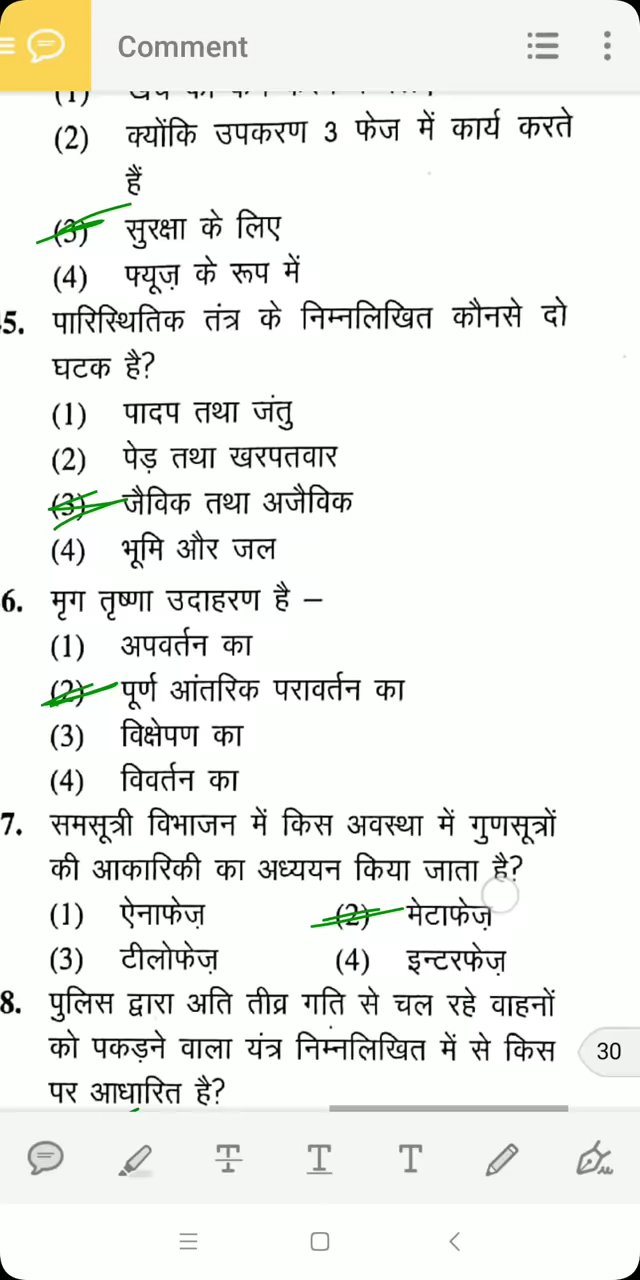 Comment
(2) क्योंकि उपकरण 3 फेज में कार्य करते
हैं
(3) सुरक्षा के लिए
(4) फ्यूज़ के रूप में
5. पारिस्थितिक तंत्र के निम्नलिखित कौनसे दो
घटक है?
(1) पादप तथा जंतु
(2) पेड़ तथा खरपतवार
(3) जैविक तथा अजैविक
(4) भूमि और जल
6. मृग तृष्णा उदाहरण है –
(1) अपवर्तन का
(2) पूर्ण आंतरिक परावर्तन का
(3) विक्षेपण का
(4) विवर्तन का
7. समसूत्री विभाजन में किस अवस्था में गुणसूत्रों
की आकारिकी का अध्ययन किया जाता है?
(1) ऐनाफेज़ (2) मेटाफेज़
(3) टीलोफेज़ (4) इन्टरफेज़
8. पुलिस द्वारा अति तीव्र गति से चल रहे वाहनों
को पकड़ने वाला यंत्र निम्नलिखित में से किस
पर आधारित है?
30
T T T